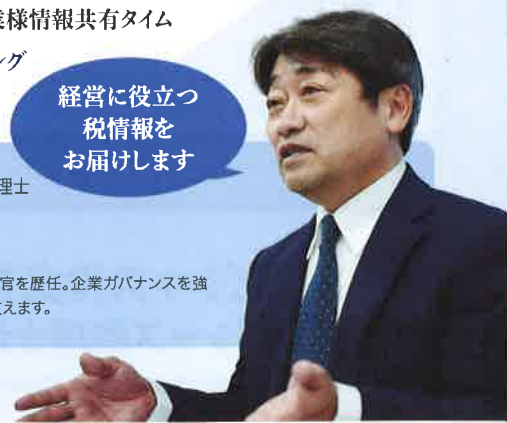 業様情報共有タイム
グ
経営に役立つ
税情報を
お届けします
理士
官を歴任。企業ガバナンスを強
えます。